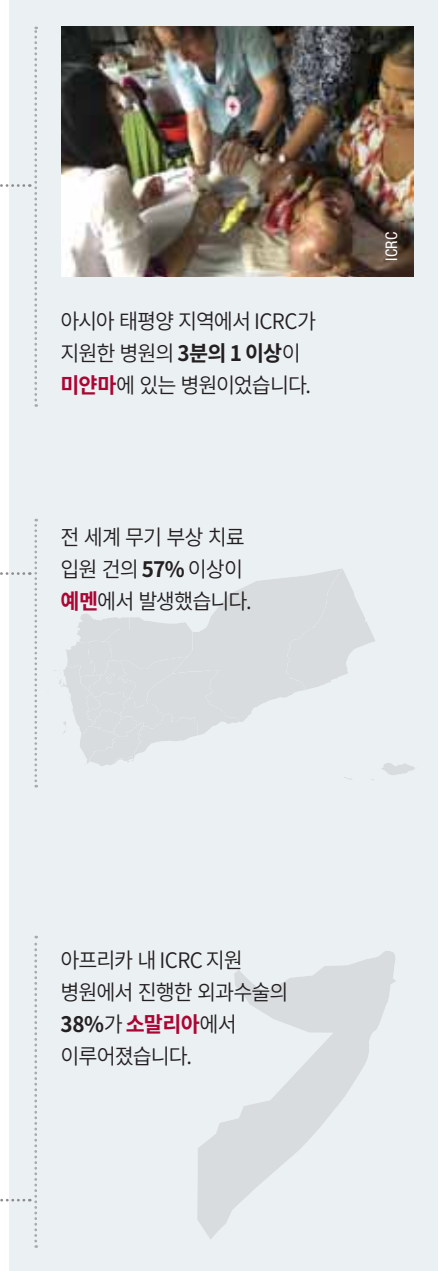 ICRC
아시아 태평양 지역에서 ICRC가
지원한 병원의 3분의 1 이상이
미얀마에 있는 병원이었습니다.
전 세계 무기 부상 치료
입원 건의 57% 이상이
예멘에서 발생했습니다.
아프리카 내 ICRC 지원
병원에서 진행한 외과수술의
38%가 소말리아에서
이루어졌습니다.